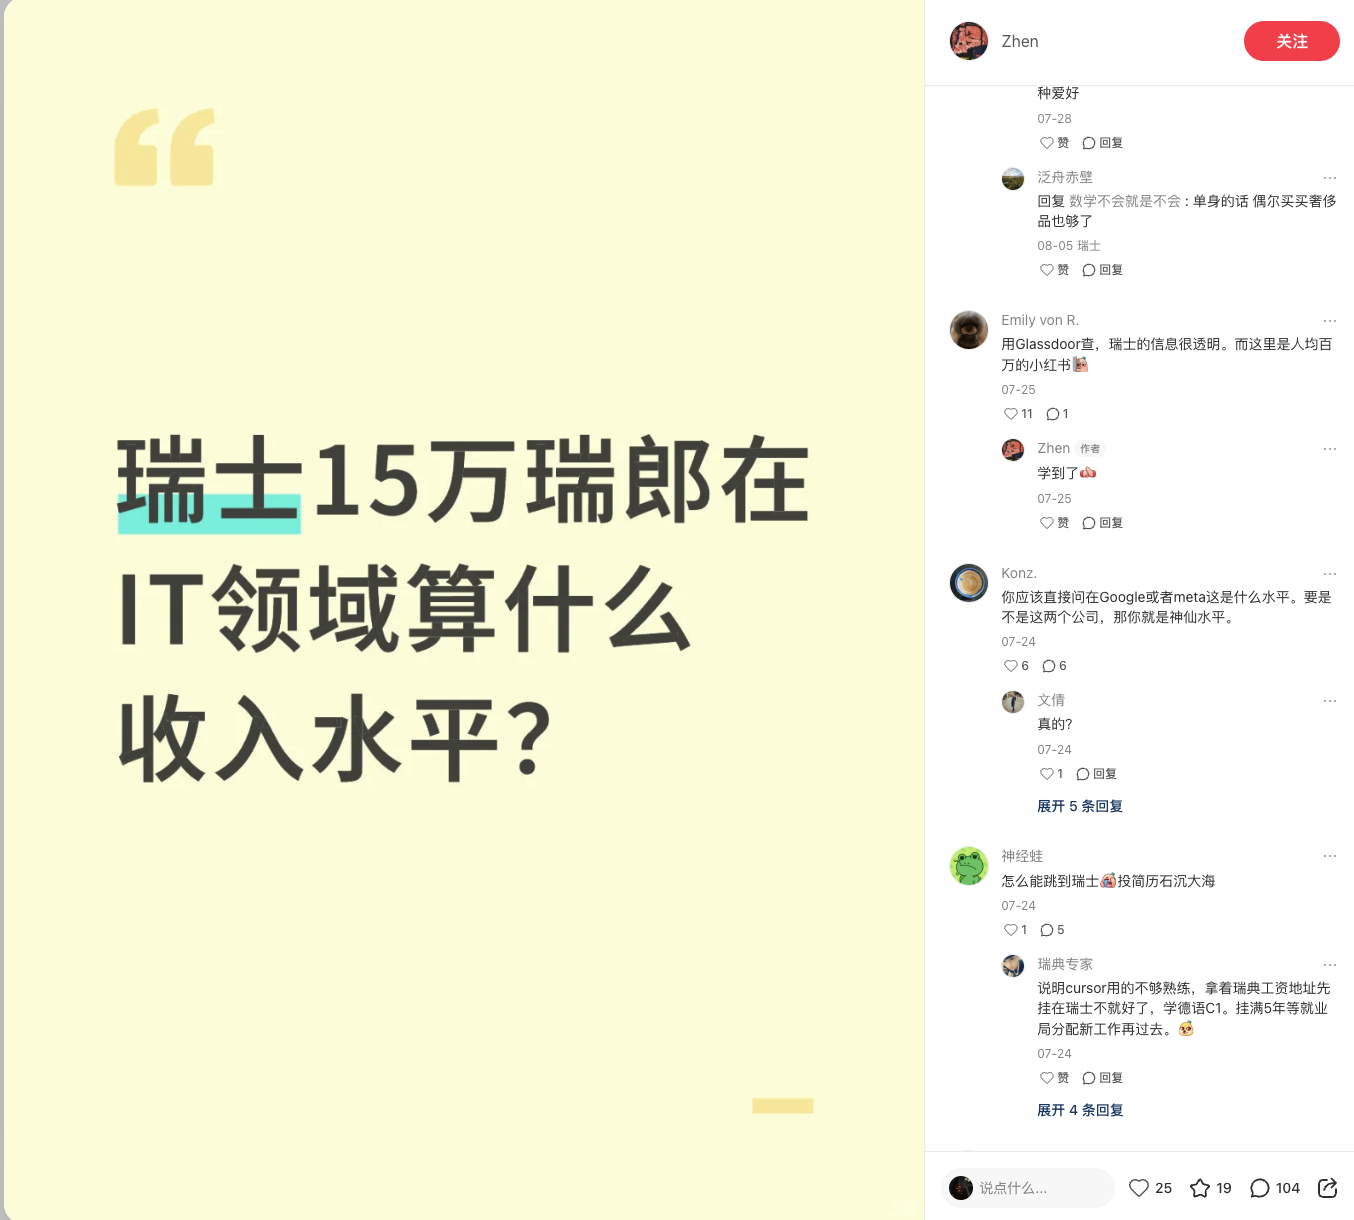 瑞士15万瑞郎在
IT领域算什么
收入水平？
Zhen
关注
种爱好
07-28
赞 回复
泛舟赤壁
回复 数学不会就是不会 : 单身的话 偶尔买买奢侈
品也够了
08-05 瑞士
赞 回复
Emily von R.
用Glassdoor查，瑞士的信息很透明。而这里是人均百
万的小红书
07-25
11 1
Zhen 作者
学到了
07-25
赞 回复
Konz.
你应该直接问在Google或者meta这是什么水平。要是
不是这两个公司，那你就是神仙水平。
07-24
6 6
文倩
真的?
07-24
1 回复
展开 5 条回复
神经蛙
怎么能跳到瑞士投简历石沉大海
07-24
1 5
瑞典专家
说明cursor用的不够熟练，拿着瑞典工资地址先
挂在瑞士不就好了，学德语C1。挂满5年等就业
局分配新工作再过去。
07-24
赞 回复
展开 4 条回复
说点什么...
25 19 104